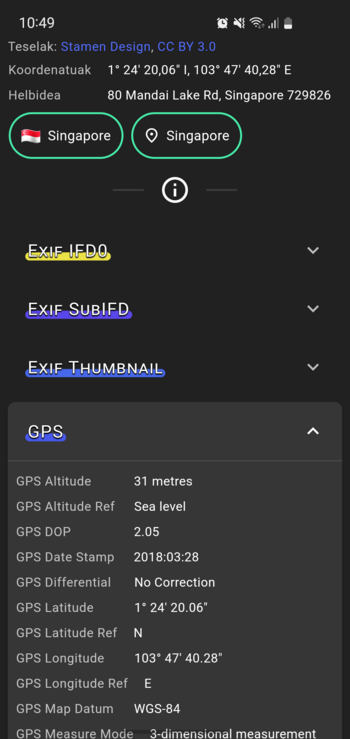 10:49
Teselak: Stamen Design, CC BY 3.0
Koordenatuak 1° 24' 20,06" I, 103° 47' 40,28" E
Helbidea 80 Mandai Lake Rd, Singapore 729826
Singapore Singapore
Exif IFD0
Exif SubIFD
Exif Thumbnail
GPS
GPS Altitude 31 metres
GPS Altitude Ref Sea level
GPS DOP 2.05
GPS Date Stamp 2018:03:28
GPS Differential No Correction
GPS Latitude 1° 24' 20.06"
GPS Latitude Ref N
GPS Longitude 103° 47' 40.28"
GPS Longitude Ref E
GPS Map Datum WGS-84
GPS Measure Mode 3-dimensional measurement